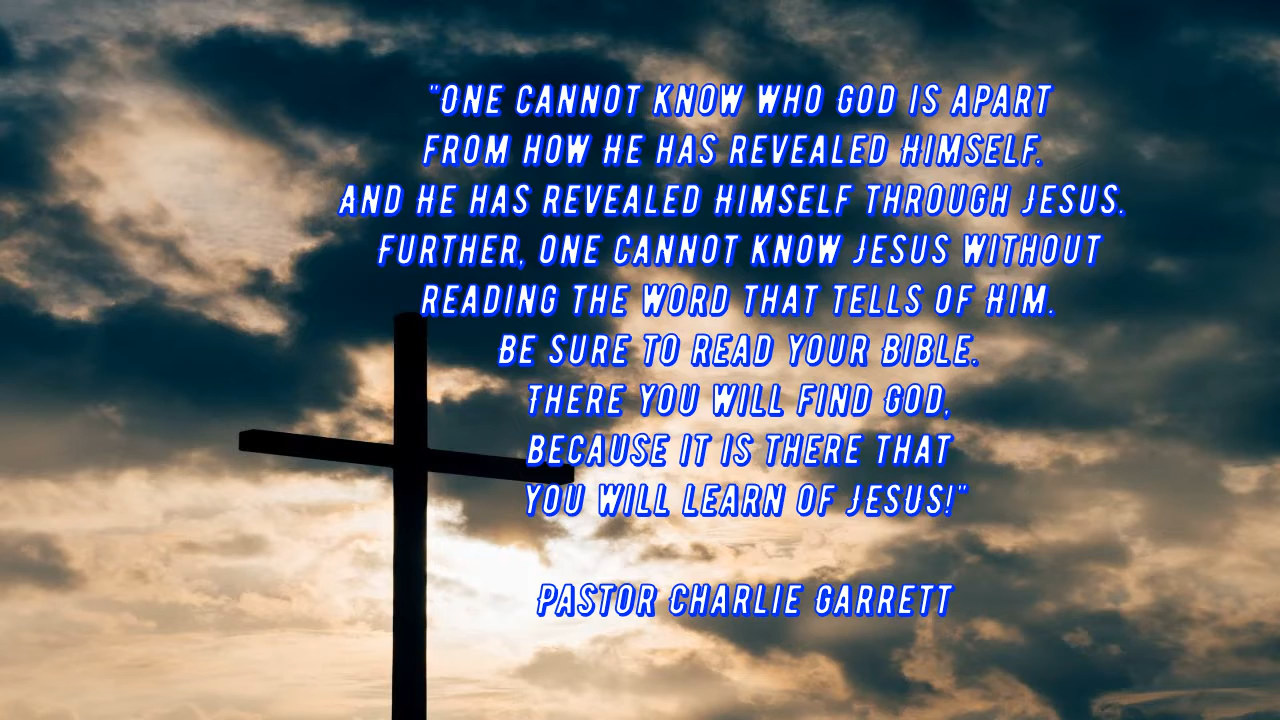 "ONE CANNOT KNOW WHO GOD IS APART
FROM HOW HE HAS REVEALED HIMSELF.
AND HE HAS REVEALED HIMSELF THROUGH JESUS.
FURTHER, ONE CANNOT KNOW JESUS WITHOUT
READING THE WORD THAT TELLS OF HIM.
BE SURE TO READ YOUR BIBLE.
THERE YOU WILL FIND GOD,
BECAUSE IT IS THERE THAT
YOU WILL LEARN OF JESUS!"
PASTOR CHARLIE GARRETT